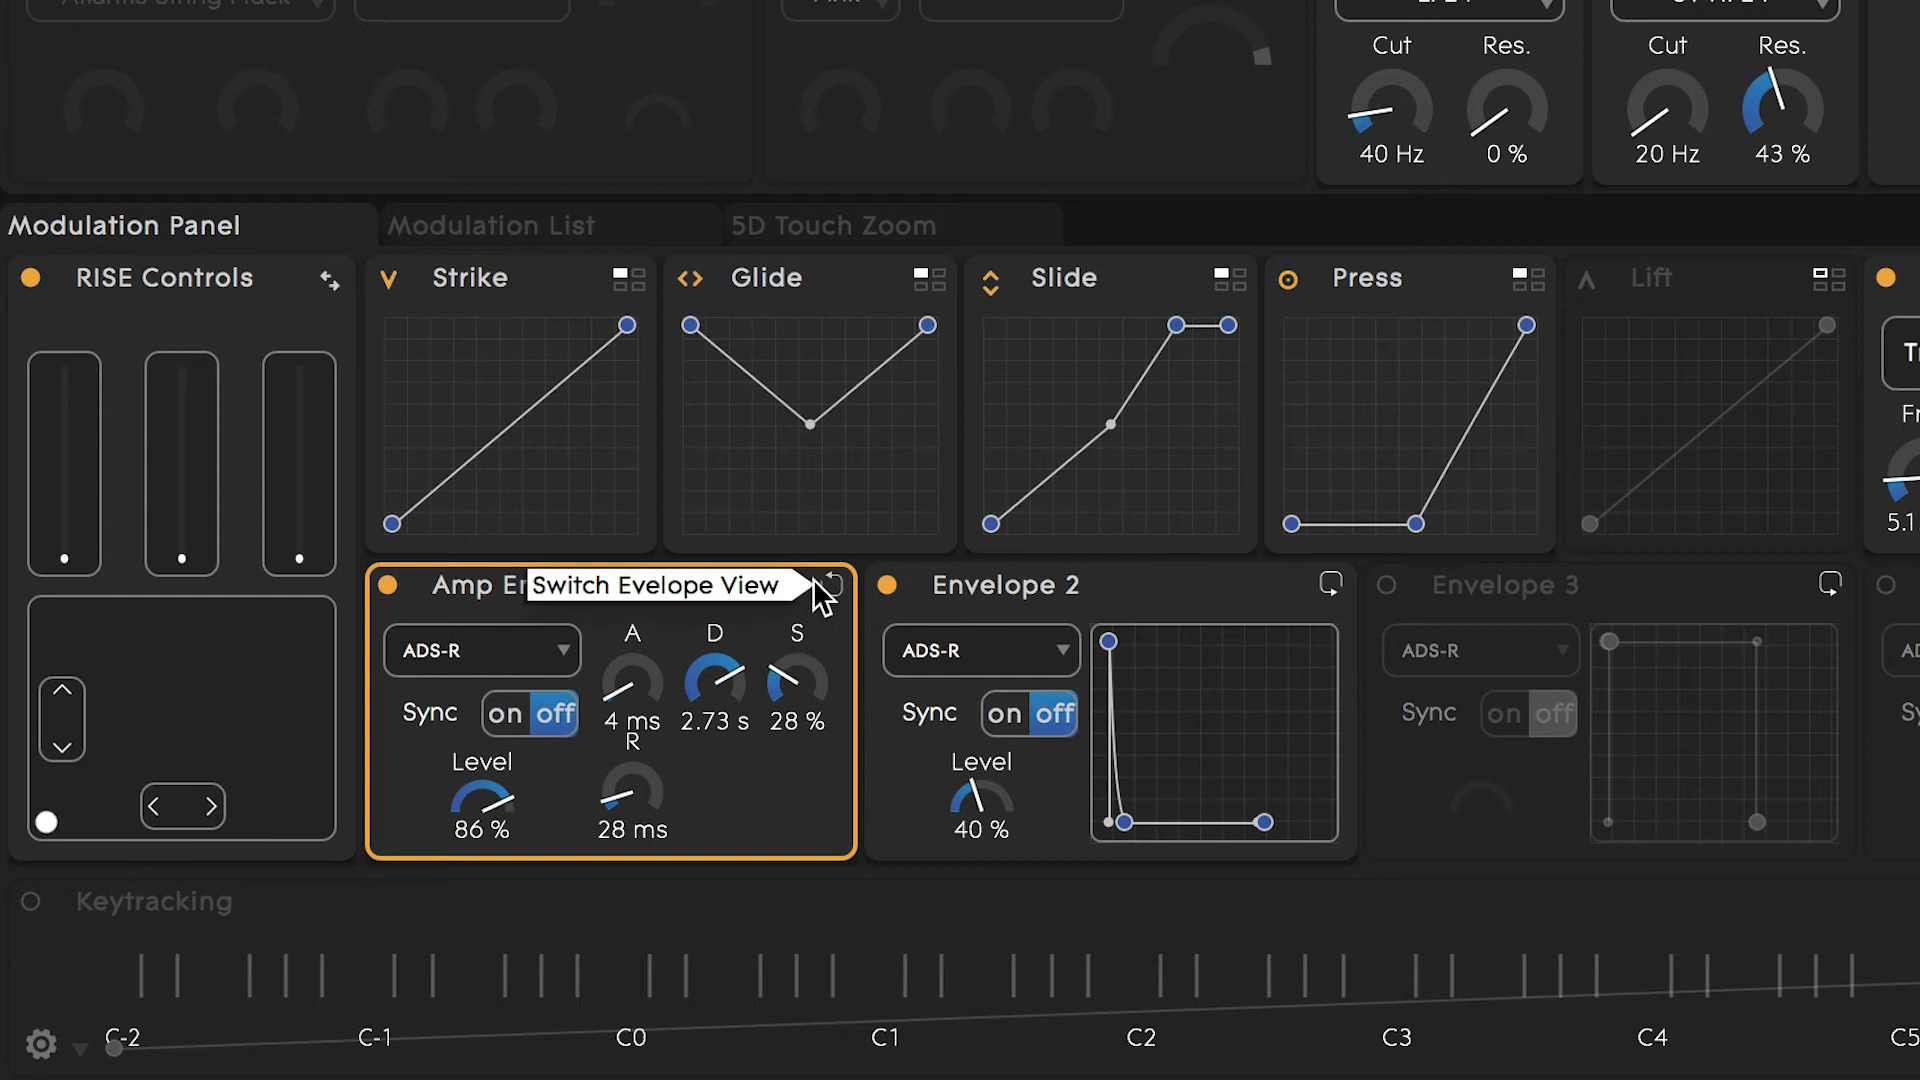 Cut
Res.
Cut
Res.
40 Hz
0 %
20 Hz
43 %
Modulation Panel
Modulation List
5D Touch Zoom
RISE Controls
Strike
Glide
Slide
Press
Lift
5.1
Amp En
Switch Evelope View
Envelope 2
Envelope 3
ADS-R
A
D
S
ADS-R
ADS-R
Sync
on
off
4 ms
2.73 s
28 %
Sync
on
off
Sync
on
off
R
Level
Level
86 %
28 ms
40 %
Keytracking
C-2
C-1
C0
C1
C2
C3
C4
C5